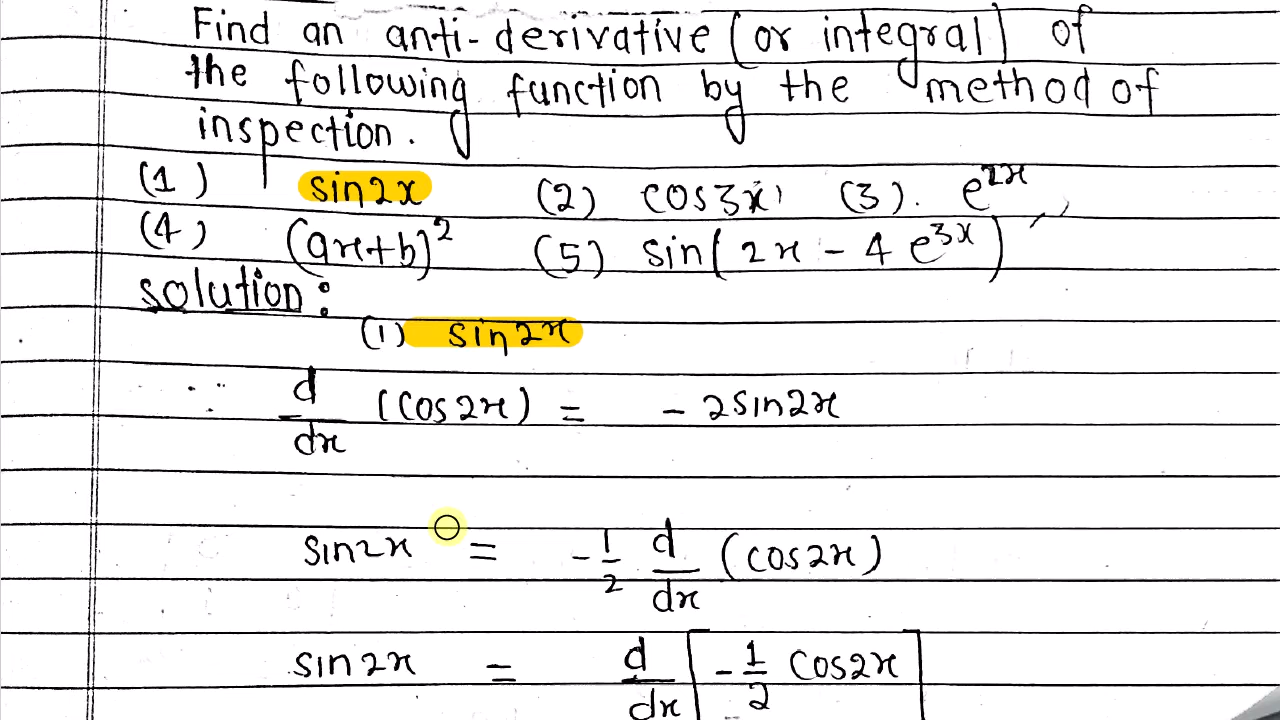 Find an anti-derivative (or integral) of
the following function by the method of
inspection.
(1) sin2x (2) cos3x, (3). e^2x
(4) (ax+b)^2 (5) sin(2x - 4 e^3x)
solution:
(1) sin2x
∵ d/dx (cos2x) = - 2sin2x
sin2x = -1/2 d/dx (cos2x)
sin2x = d/dx [-1/2 cos2x]